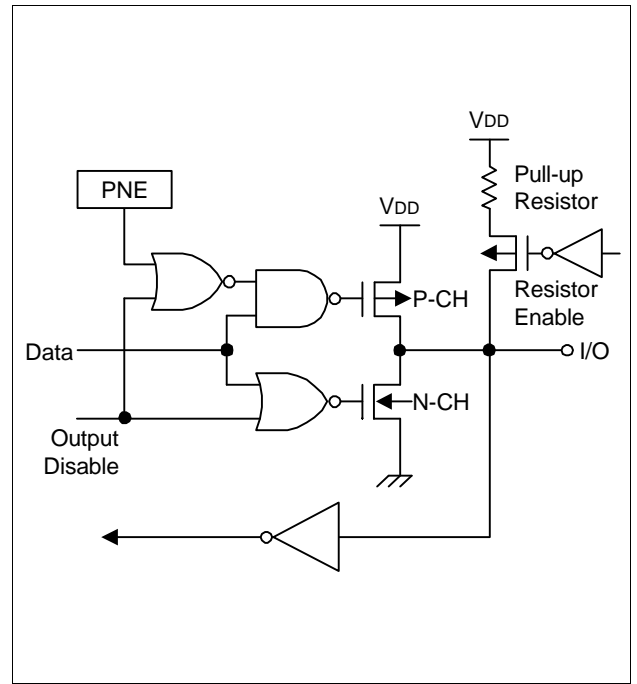 VDD
Pull-up
Resistor
PNE
VDD
P-CH
Resistor
Enable
Data
I/O
N-CH
Output
Disable